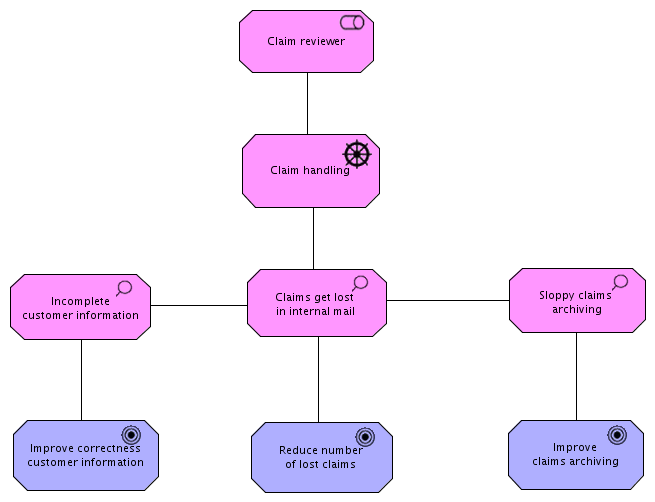 Claim reviewer
Claim handling
Incomplete
customer information
Claims get lost
in internal mail
Sloppy claims
archiving
Improve correctness
customer information
Reduce number
of lost claims
Improve
claims archiving